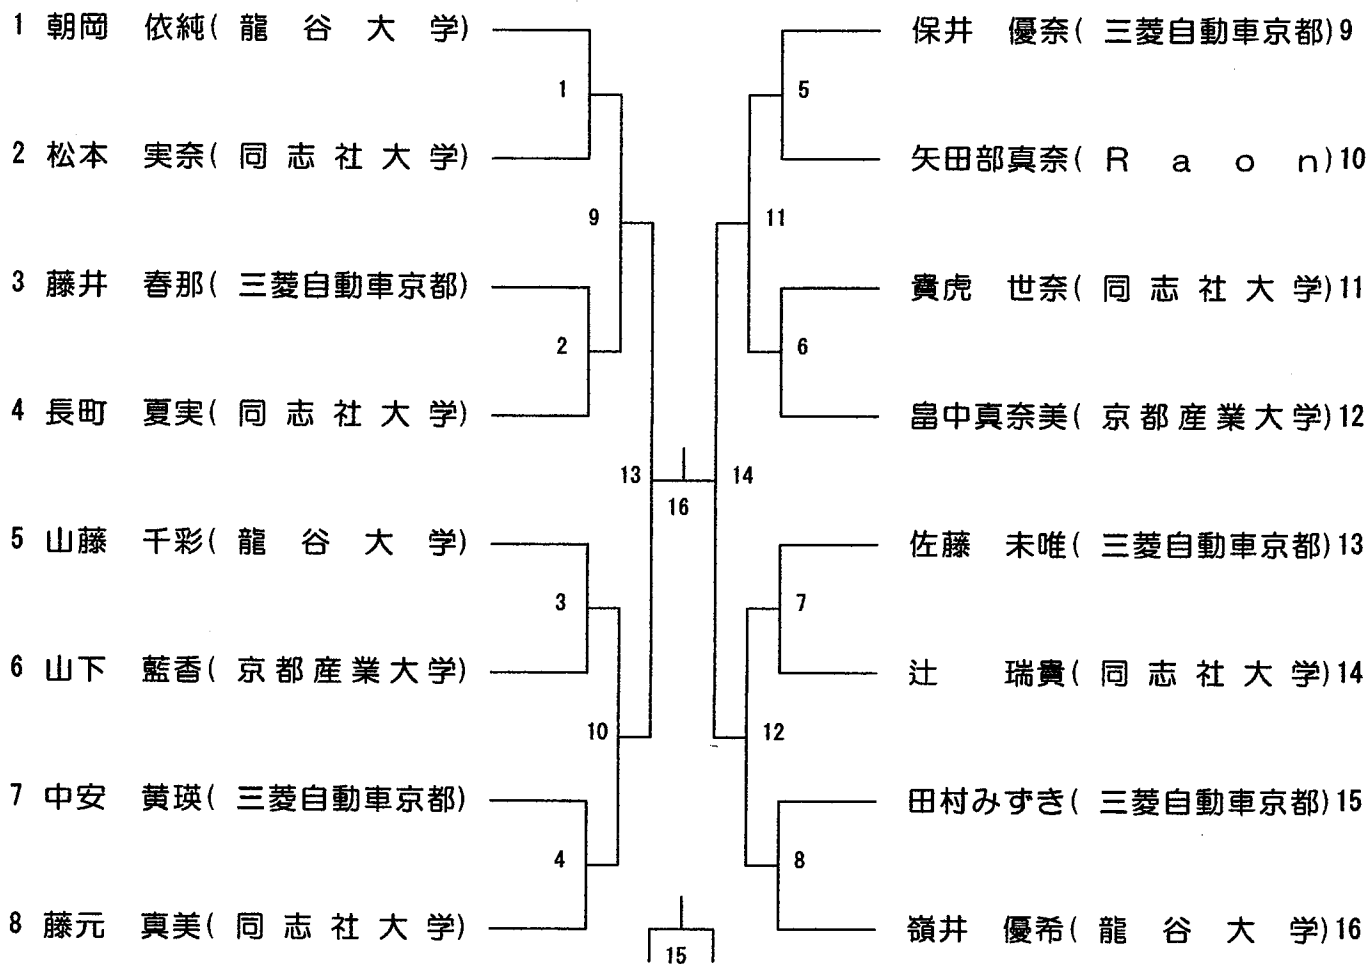 1 朝岡 依純( 龍谷大学)
1
2 松本 実奈( 同志社大学)
9
3 藤井 春那( 三菱自動車京都)
2
4 長町 夏実( 同志社大学)
13
5 山藤 千彩( 龍谷大学)
3
6 山下 藍香( 京都産業大学)
10
7 中安 黄瑛( 三菱自動車京都)
4
8 藤元 真美( 同志社大学)
16
15
保井 優奈( 三菱自動車京都)9
5
矢田部真奈( Raon)10
11
貴虎 世奈( 同志社大学)11
6
畠中真奈美( 京都産業大学)12
14
佐藤 未唯( 三菱自動車京都)13
7
辻 瑞貴( 同志社大学)14
12
田村みずき( 三菱自動車京都)15
8
嶺井 優希( 龍谷大学)16